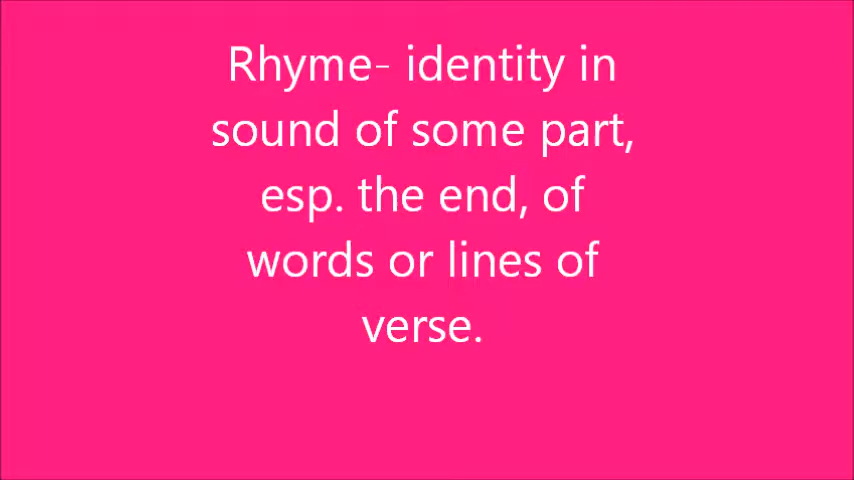 Rhyme- identity in
sound of some part,
esp. the end, of
words or lines of
verse.